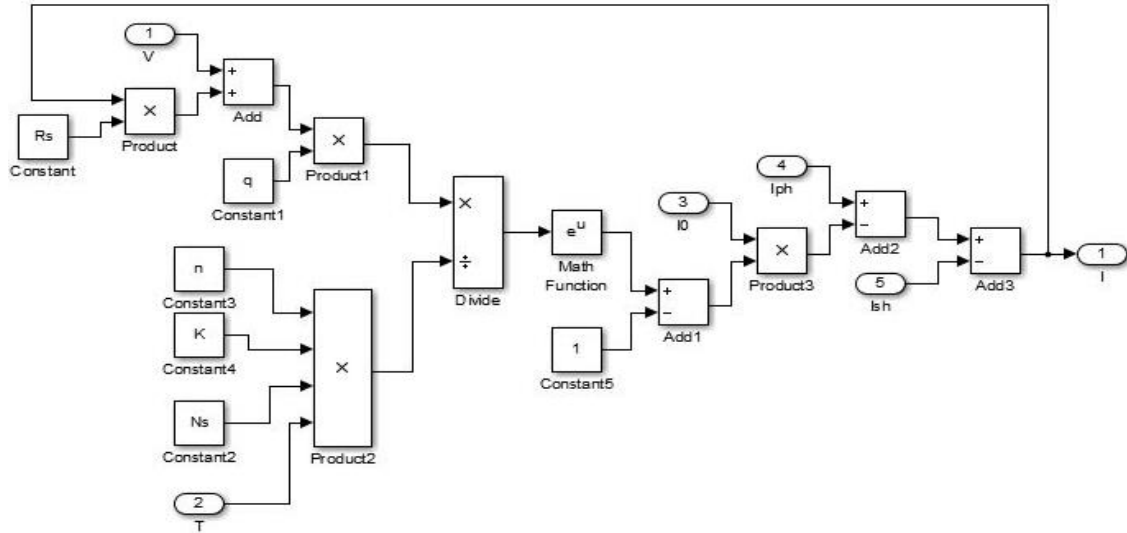 1
V
+
+
Add
×
Product
Rs
Constant
×
Product1
q
Constant1
×
÷
Divide
n
Constant3
K
Constant4
Ns
Constant2
×
Product2
2
T
eᵘ
Math
Function
1
Constant5
+
−
Add1
3
I0
×
Product3
4
Iph
+
−
Add2
5
Ish
+
−
Add3
1
I